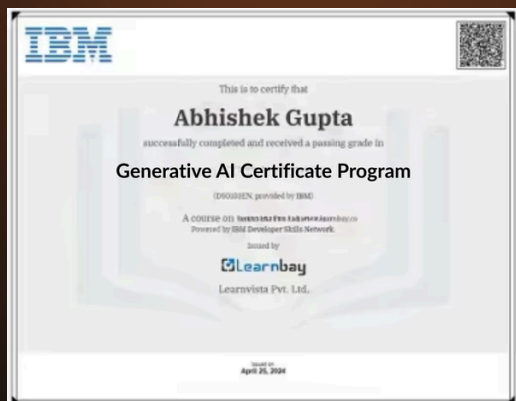 IBM
This is to certify that
Abhishek Gupta
successfully completed and received a passing grade in
Generative AI Certificate Program
provided by IBM)
A course on
Powered by IBM Developer Skills Network.
Issued by
Learnbay
Learnvista Pvt. Ltd.
April 25, 2024